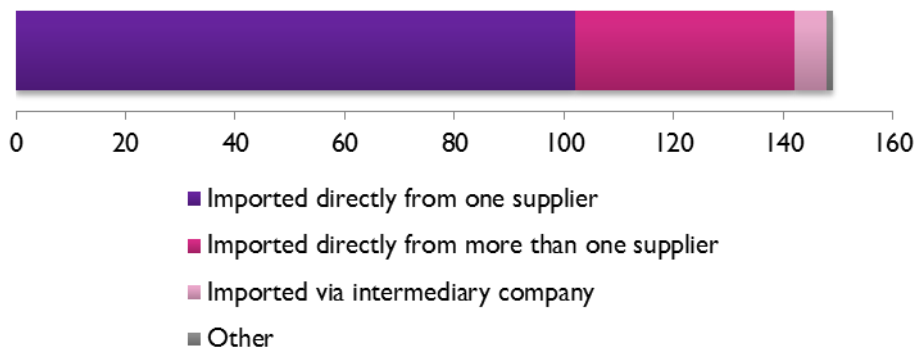 0 20 40 60 80 100 120 140 160
Imported directly from one supplier
Imported directly from more than one supplier
Imported via intermediary company
Other